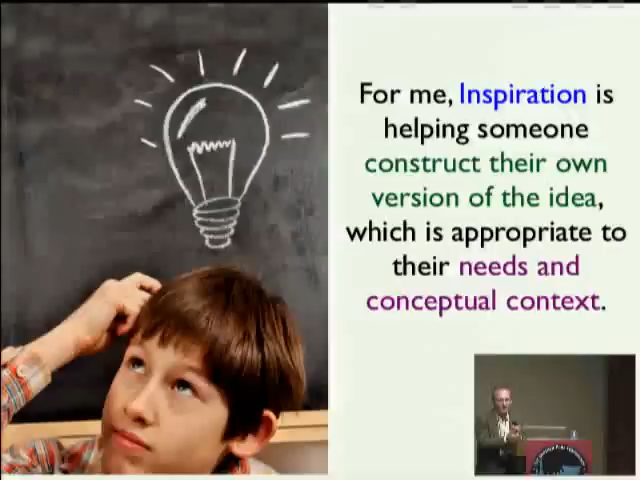 For me, Inspiration is
helping someone
construct their own
version of the idea,
which is appropriate to
their needs and
conceptual context.